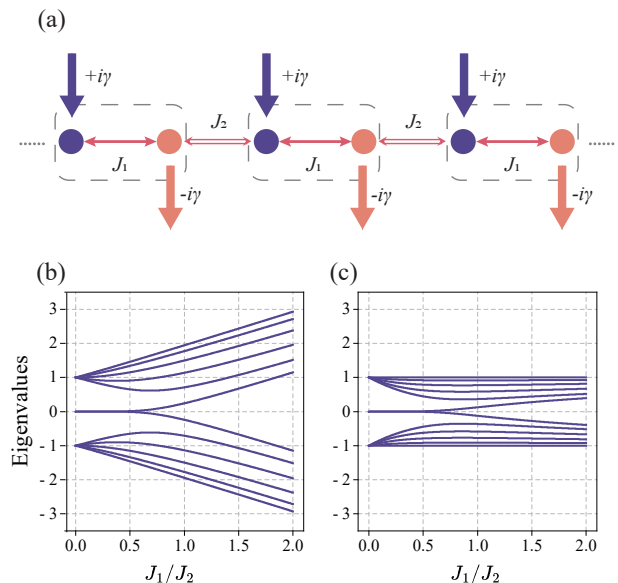 (a)
+iγ +iγ +iγ
J₂ J₂
...... ......
J₁ J₁ J₁
-iγ -iγ -iγ
(b) (c)
Eigenvalues
3
2
1
0
-1
-2
-3
0.0 0.5 1.0 1.5 2.0
J₁/J₂
3
2
1
0
-1
-2
-3
0.0 0.5 1.0 1.5 2.0
J₁/J₂